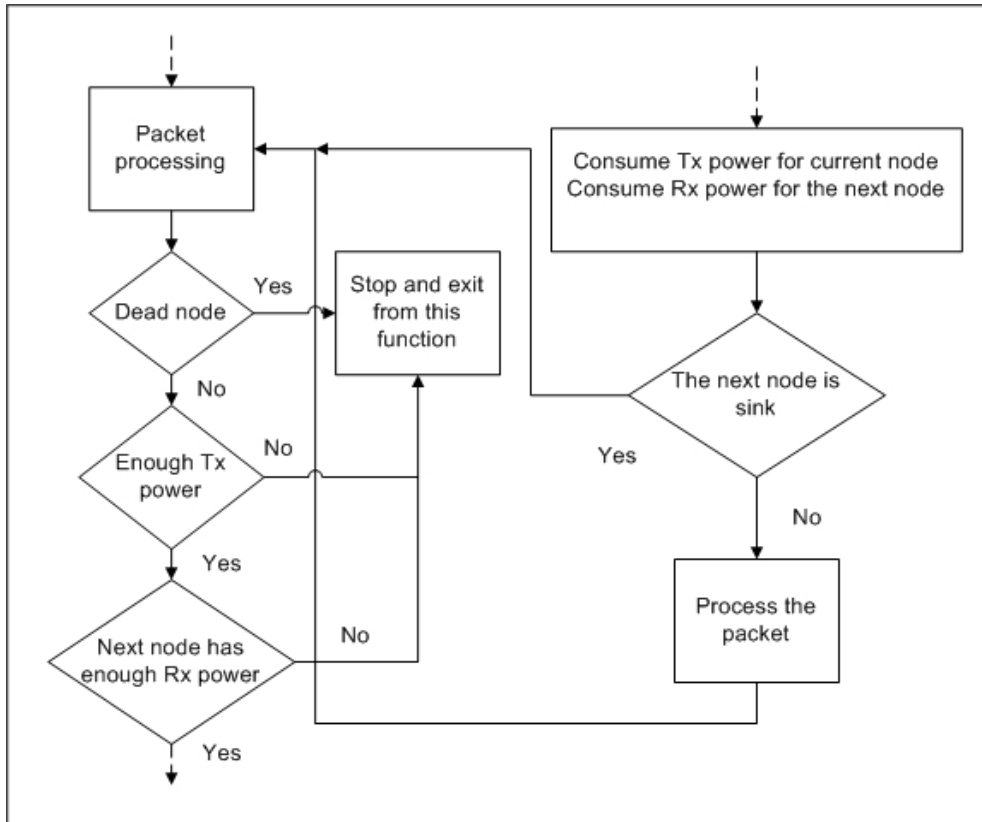 Packet
processing
Dead node
Yes
No
Stop and exit
from this
function
Enough Tx
power
No
Yes
Next node has
enough Rx power
No
Yes
Consume Tx power for current node
Consume Rx power for the next node
The next node is
sink
Yes
No
Process the
packet